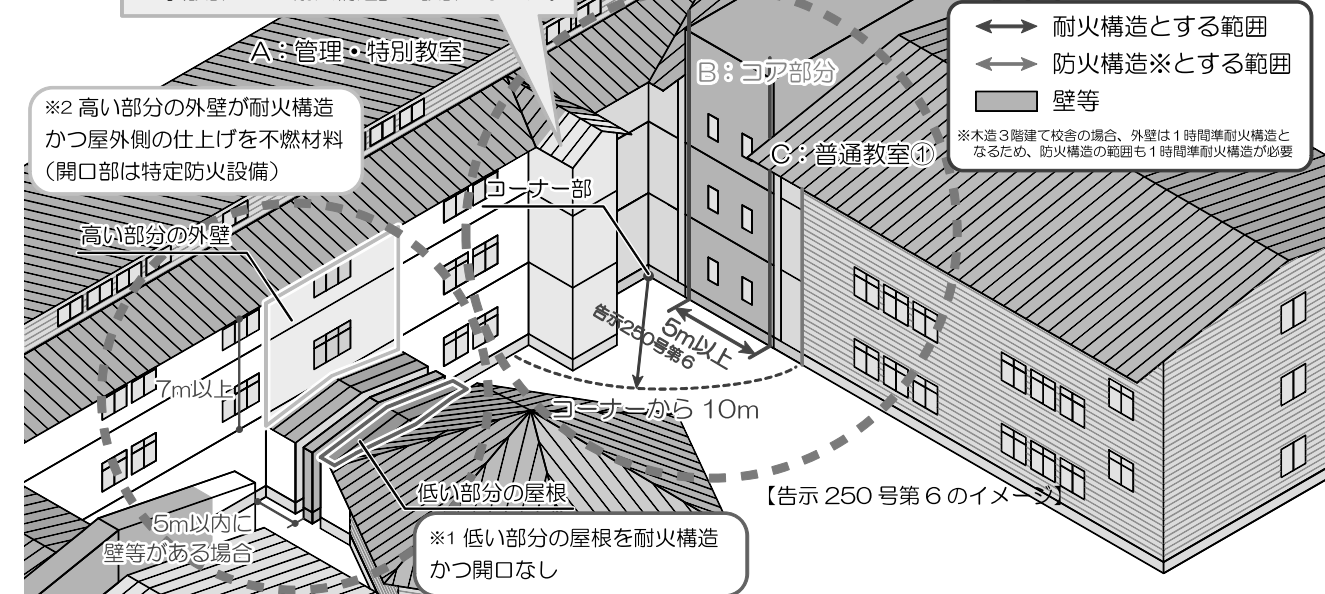 A：管理・特別教室
B：コア部分
C：普通教室①
耐火構造とする範囲
防火構造※とする範囲
壁等
※木造３階建て校舎の場合、外壁は１時間準耐火構造と
なるため、防火構造の範囲も１時間準耐火構造が必要
※2 高い部分の外壁が耐火構造
かつ屋外側の仕上げを不燃材料
（開口部は特定防火設備）
高い部分の外壁
コーナー部
告示250号第6
5m以上
7m以上
コーナーから 10m
低い部分の屋根
【告示 250 号第 6 のイメージ】
5m以内に
壁等がある場合
※1 低い部分の屋根を耐火構造
かつ開口なし